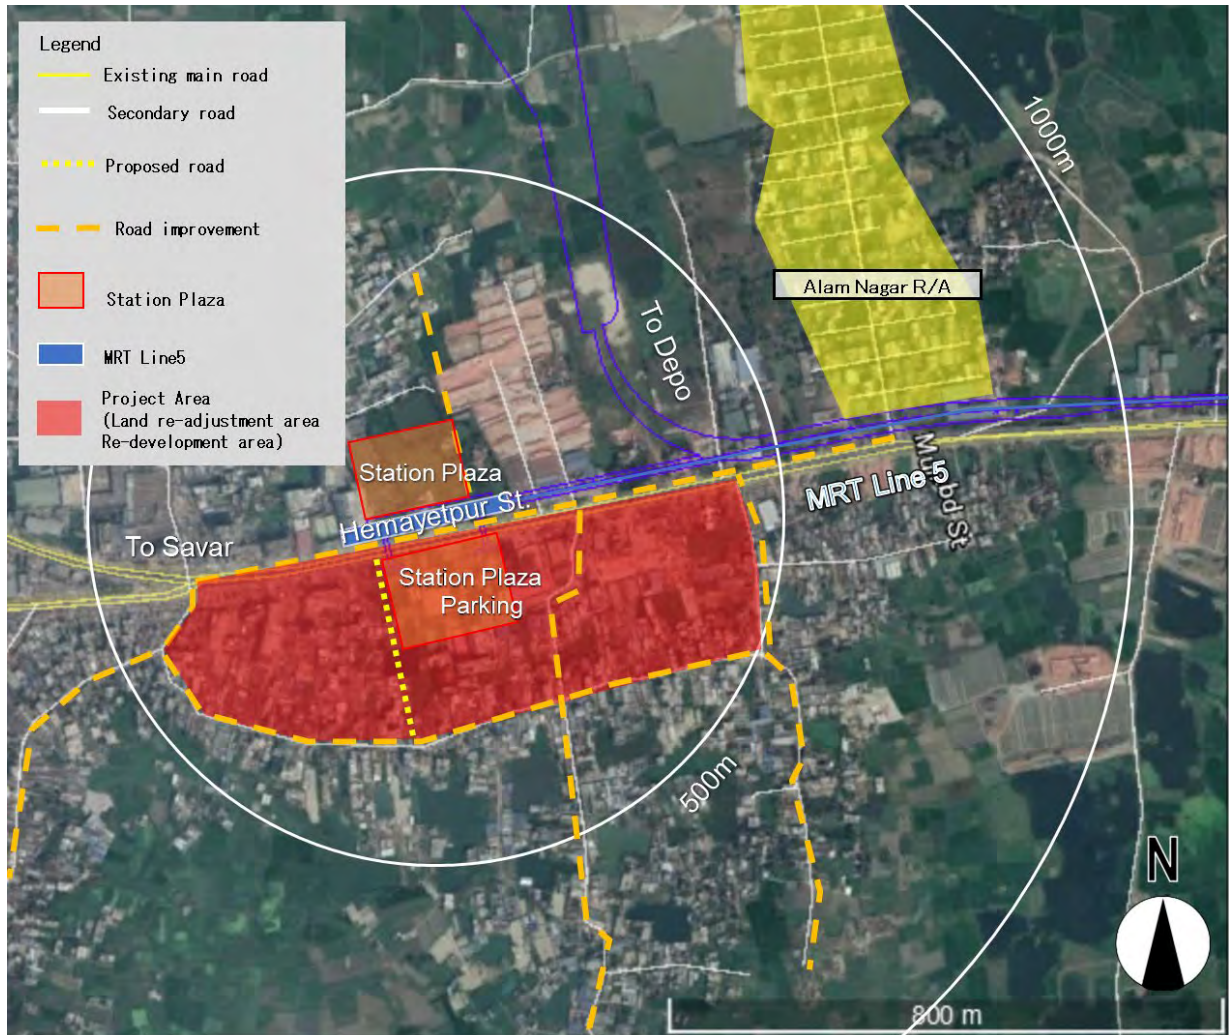 Legend
Existing main road
Secondary road
Proposed road
Road improvement
Station Plaza
MRT Line5
Project Area
(Land re-adjustment area
Re-development area)
1000m
Alam Nagar R/A
To Depo
Station Plaza
Hemayetpur St.
MRT Line 5
To Savar
Station Plaza
Parking
500m
N
800 m